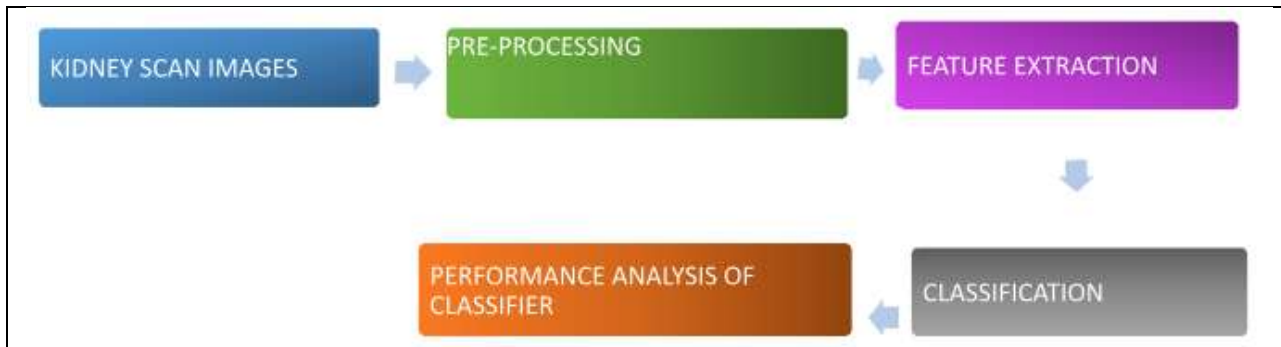 KIDNEY SCAN IMAGES
PRE-PROCESSING
FEATURE EXTRACTION
CLASSIFICATION
PERFORMANCE ANALYSIS OF
CLASSIFIER